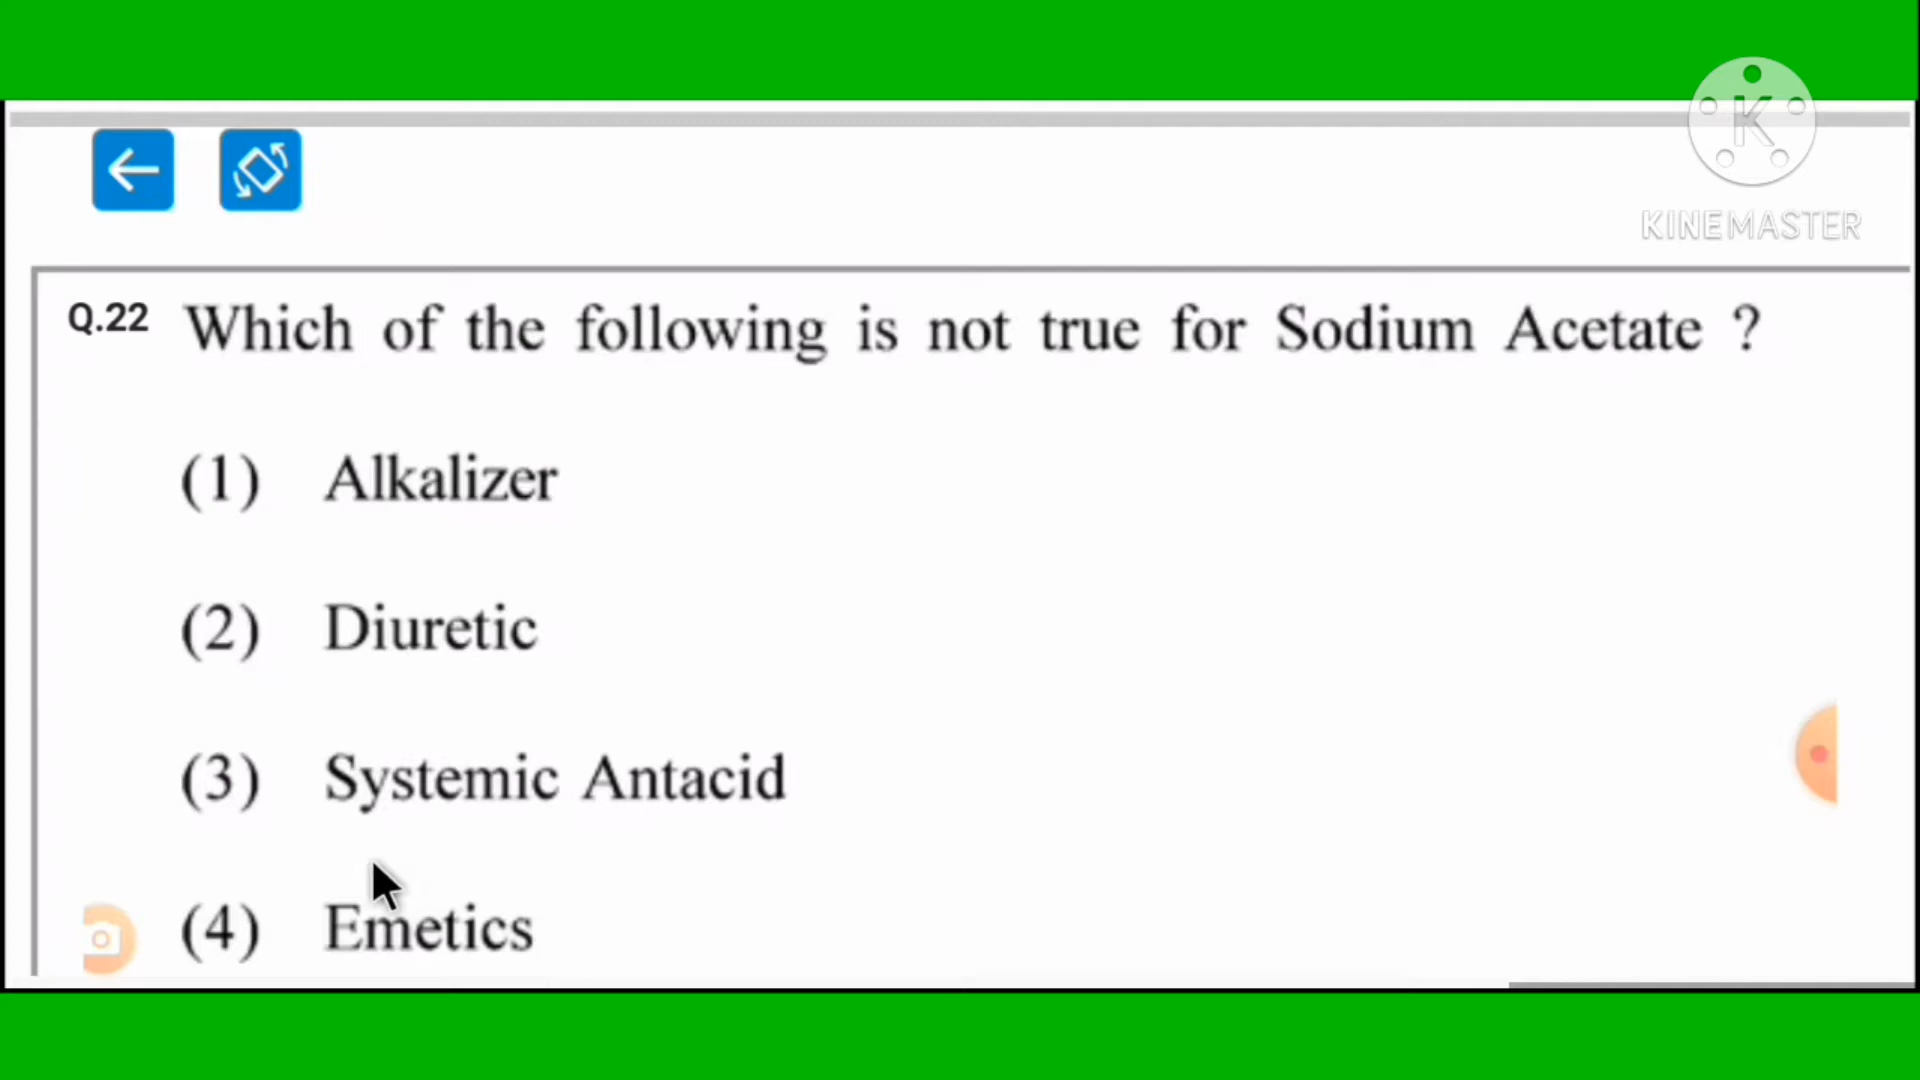 K
KINEMASTER
Q.22 Which of the following is not true for Sodium Acetate ?
(1) Alkalizer
(2) Diuretic
(3) Systemic Antacid
(4) Emetics